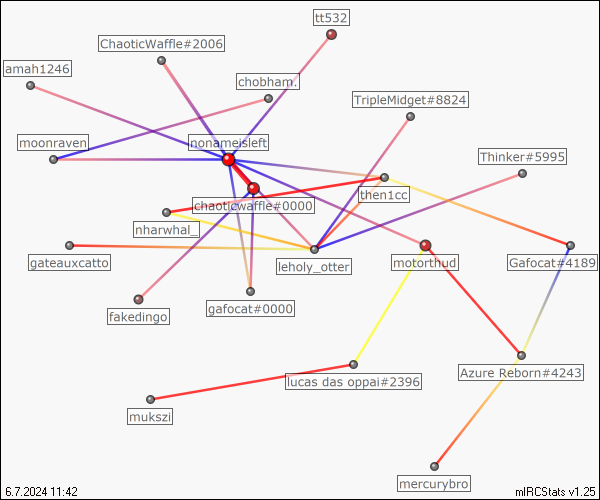 tt532
ChaoticWaffle#2006
amah1246
chobham.
TripleMidget#8824
moonraven
nonameisleft
Thinker#5995
then1cc
chaoticwaffle#0000
nharwhal_
gateauxcatto
leholy_otter
motorthud
Gafocat#4189
gafocat#0000
fakedingo
Azure Reborn#4243
lucas das oppai#2396
mukszi
mercurybro
6.7.2024 11:42
mIRCStats v1.25